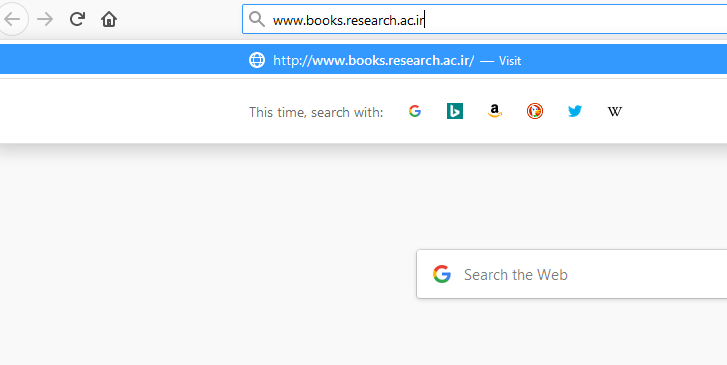 www.books.research.ac.ir
http://www.books.research.ac.ir/ — Visit
This time, search with:
Search the Web